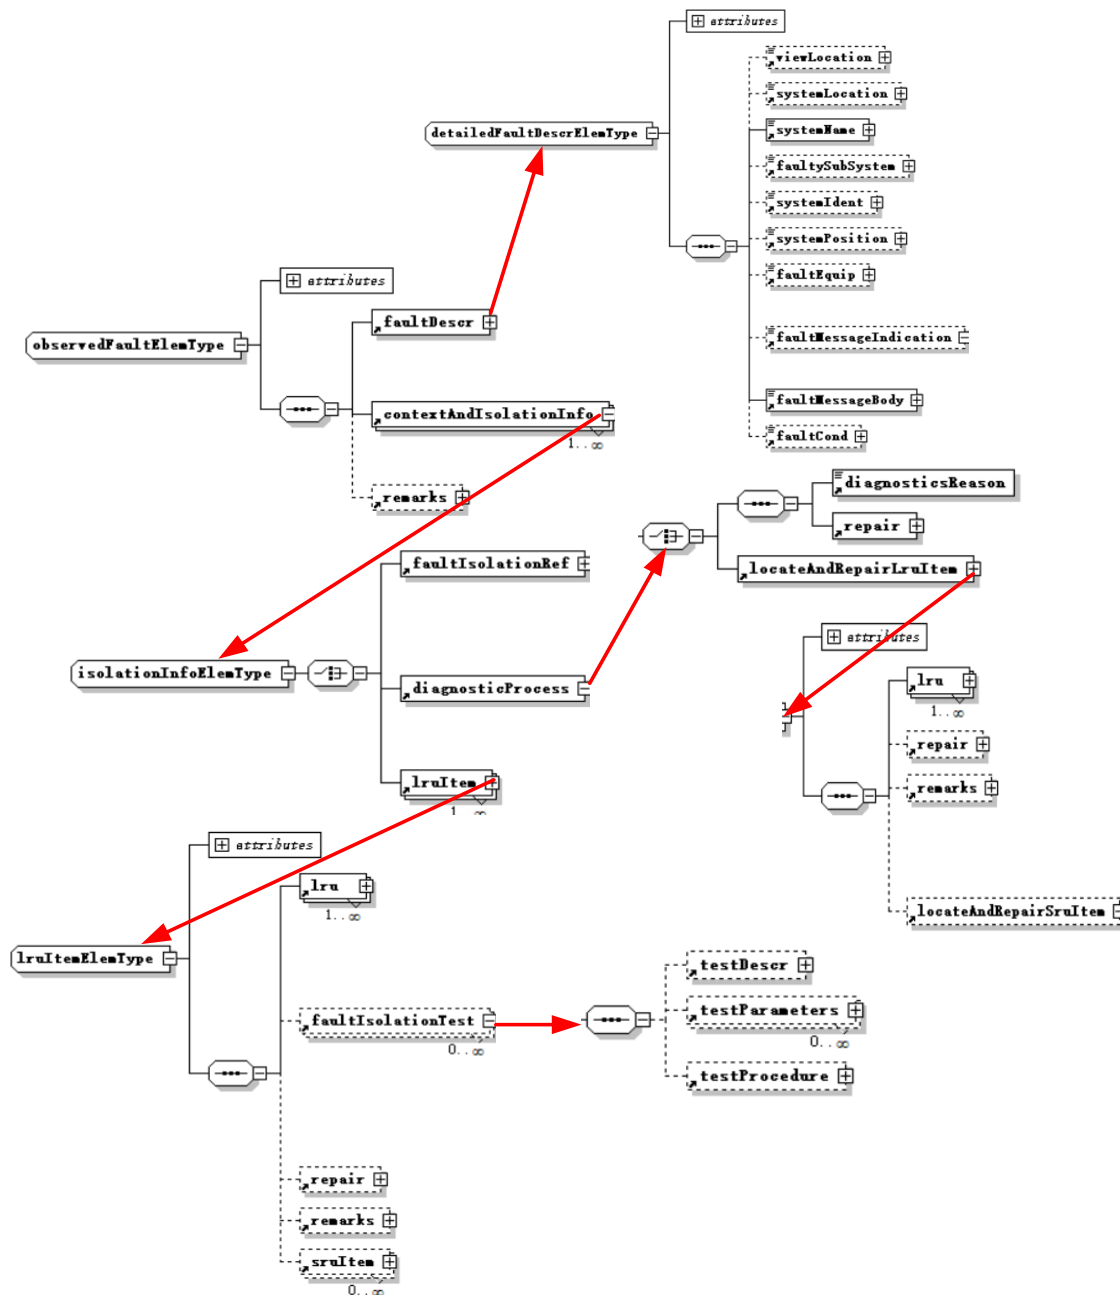 attributes
viewLocation
systemLocation
detailedFaultDescrElemType
systemName
faultySubSystem
systemIdent
systemPosition
faultEquip
attributes
faultDescr
observedFaultElemType
faultMessageIndication
contextAndIsolationInfo
1..∞
faultMessageBody
faultCond
remarks
diagnosticsReason
repair
faultIsolationRef
locateAndRepairLruItem
attributes
isolationInfoElemType
diagnosticProcess
lru
1..∞
repair
lruItem
1..∞
remarks
attributes
lru
1..∞
locateAndRepairSruItem
lruItemElemType
testDescr
faultIsolationTest
0..∞
testParameters
0..∞
testProcedure
repair
remarks
sruItem
0..∞